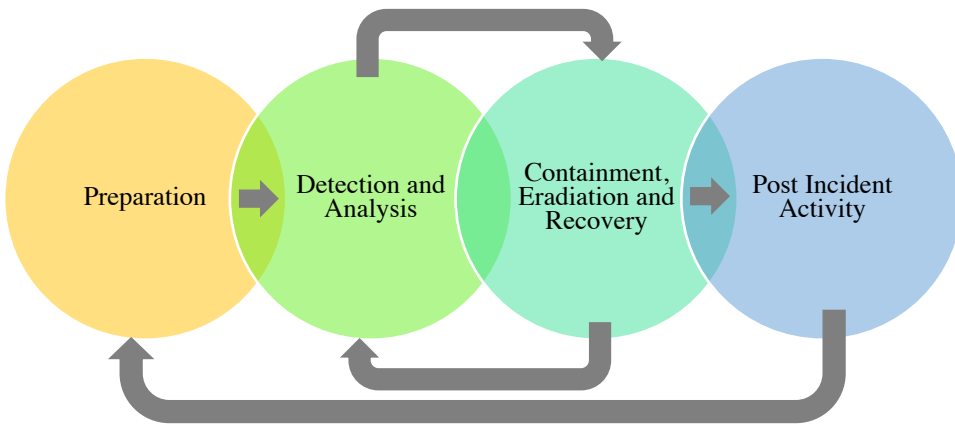 Preparation
Detection and
Analysis
Containment,
Eradiation and
Recovery
Post Incident
Activity